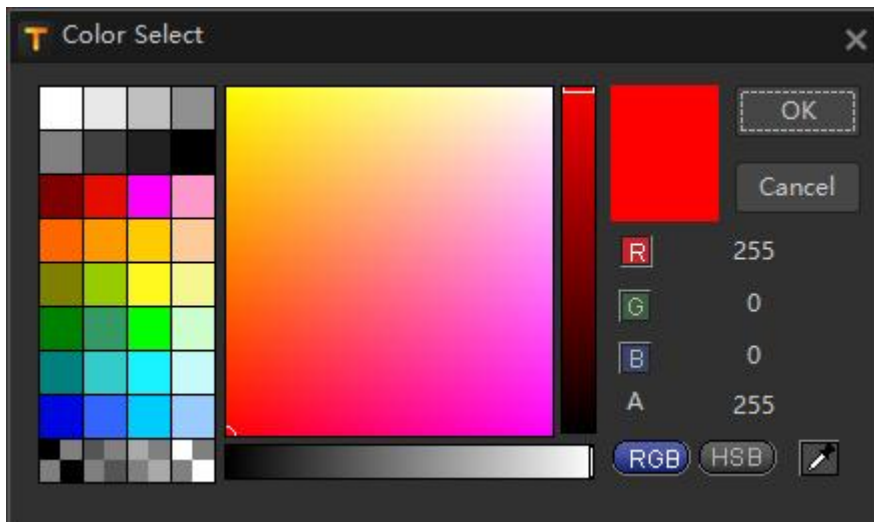 T Color Select
OK
Cancel
R 255
G 0
B 0
A 255
RGB HSB